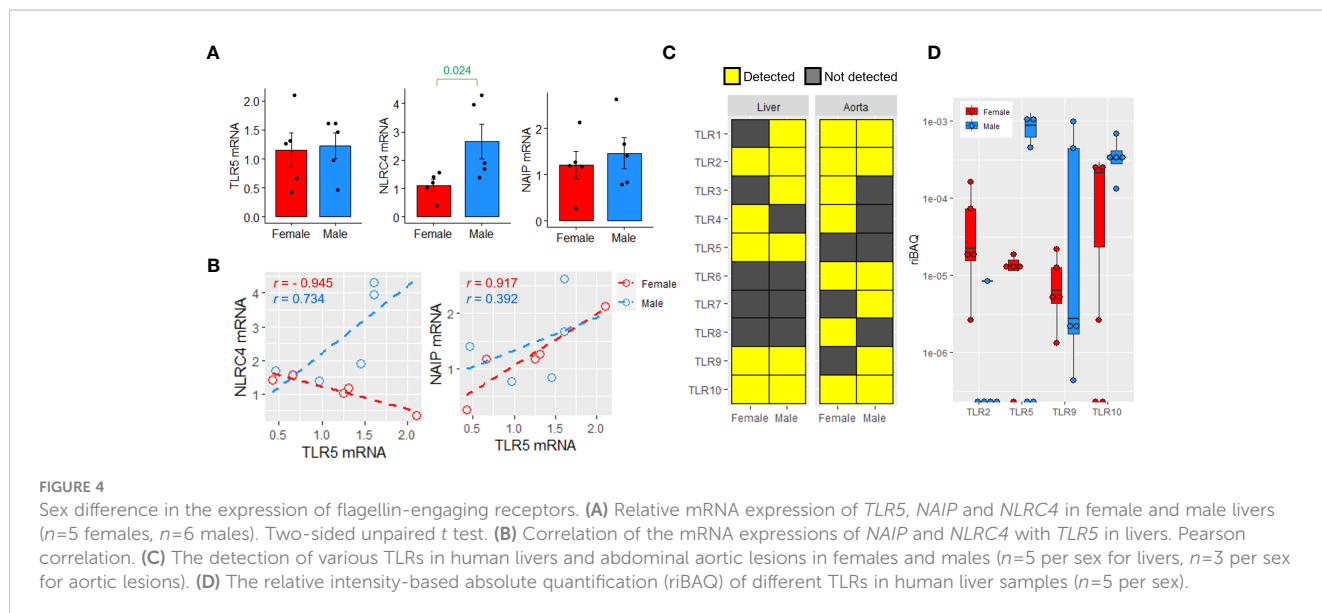 A
TLR5 mRNA
2.0
1.5
1.0
0.5
0.0
Female Male
0.024
NLRC4 mRNA
4
3
2
1
0
Female Male
NAIP mRNA
2
1
0
Female Male
B
r = - 0.945
r = 0.734
NLRC4 mRNA
4
3
2
1
0.5 1.0 1.5 2.0
TLR5 mRNA
r = 0.917
r = 0.392
NAIP mRNA
2
1
0.5 1.0 1.5 2.0
TLR5 mRNA
Female
Male
C
Detected Not detected
Liver Aorta
TLR1
TLR2
TLR3
TLR4
TLR5
TLR6
TLR7
TLR8
TLR9
TLR10
Female Male Female Male
D
Female
Male
riBAQ
1e-03
1e-04
1e-05
1e-06
TLR2 TLR5 TLR9 TLR10
FIGURE 4
Sex difference in the expression of flagellin-engaging receptors. (A) Relative mRNA expression of TLR5, NAIP and NLRC4 in female and male livers
(n=5 females, n=6 males). Two-sided unpaired t test. (B) Correlation of the mRNA expressions of NAIP and NLRC4 with TLR5 in livers. Pearson
correlation. (C) The detection of various TLRs in human livers and abdominal aortic lesions in females and males (n=5 per sex for livers, n=3 per sex
for aortic lesions). (D) The relative intensity-based absolute quantification (riBAQ) of different TLRs in human liver samples (n=5 per sex).